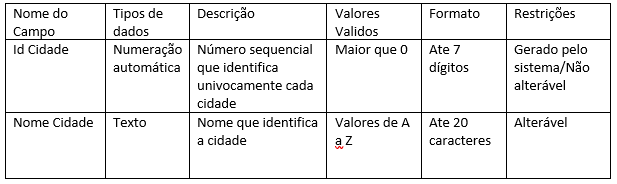 Nome do Campo
Tipos de dados
Descrição
Valores Validos
Formato
Restrições
Id Cidade
Numeração automática
Número sequencial que identifica univocamente cada cidade
Maior que 0
Ate 7 dígitos
Gerado pelo sistema/Não alterável
Nome Cidade
Texto
Nome que identifica a cidade
Valores de A a Z
Ate 20 caracteres
Alterável